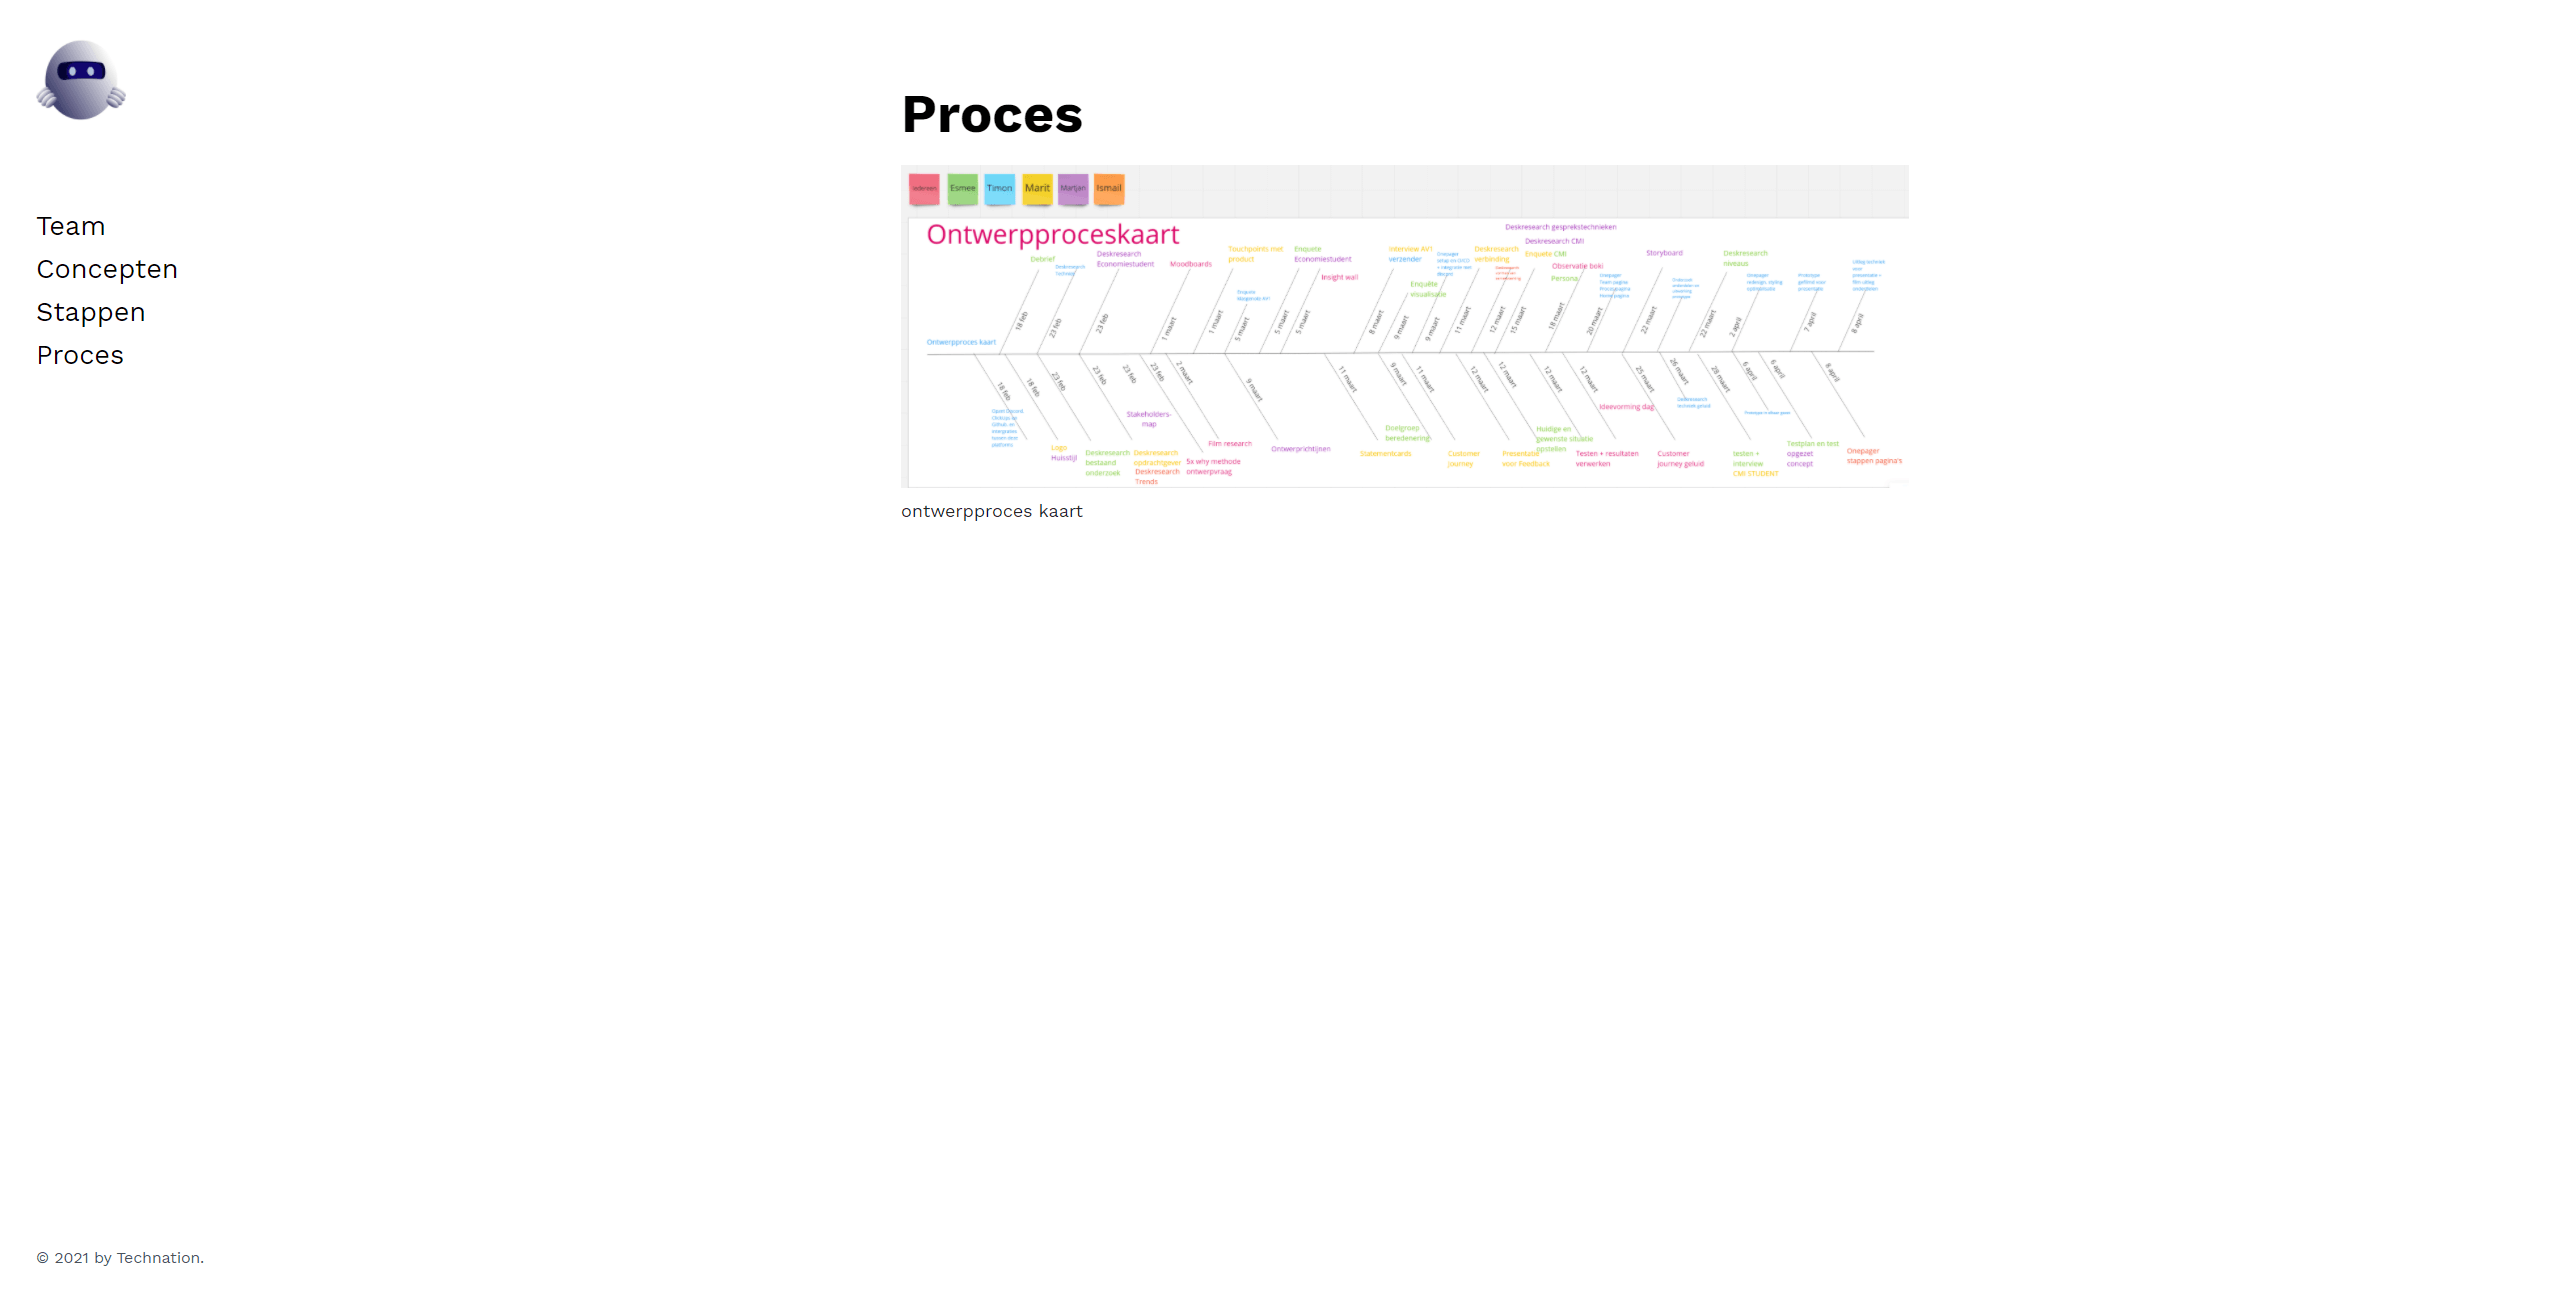 Team
Concepten
Stappen
Proces
Proces
Iedereen
Esmee
Timon
Marit
Martjan
Ismail
Ontwerpproceskaart
Debrief
Deskresearch
Economiestudent
Moodboards
Touchpoints met
product
Enquete
Economiestudent
Insight wall
Interview AV1
verzender
Enquête
visualisatie
Deskresearch
verbinding
Deskresearch gesprekstechnieken
Deskresearch CMI
Enquete CMI
Observatie boki
Persona
Storyboard
Deskresearch
niveaus
18 feb
23 feb
23 feb
1 maart
1 maart
5 maart
5 maart
5 maart
8 maart
9 maart
9 maart
11 maart
12 maart
15 maart
18 maart
20 maart
22 maart
22 maart
2 april
7 april
8 april
Ontwerpproces kaart
18 feb
18 feb
23 feb
23 feb
23 feb
23 feb
2 maart
9 maart
11 maart
9 maart
11 maart
12 maart
12 maart
12 maart
12 maart
25 maart
26 maart
28 maart
6 april
6 april
8 april
Logo
Huisstijl
Deskresearch
bestaand
onderzoek
Stakeholders-
map
Deskresearch
opdrachtgever
Deskresearch
Trends
5x why methode
ontwerpvraag
Film research
Ontwerprichtijnen
Statementcards
Doelgroep
beredenering
Customer
Journey
Presentatie
voor Feedback
Huidige en
gewenste situatie
opstellen
Testen + resultaten
verwerken
Ideevorming dag
Customer
journey geluid
testen +
interview
CMI STUDENT
Testplan en test
opgezet
concept
Onepager
stappen pagina's
ontwerpproces kaart
© 2021 by Technation.